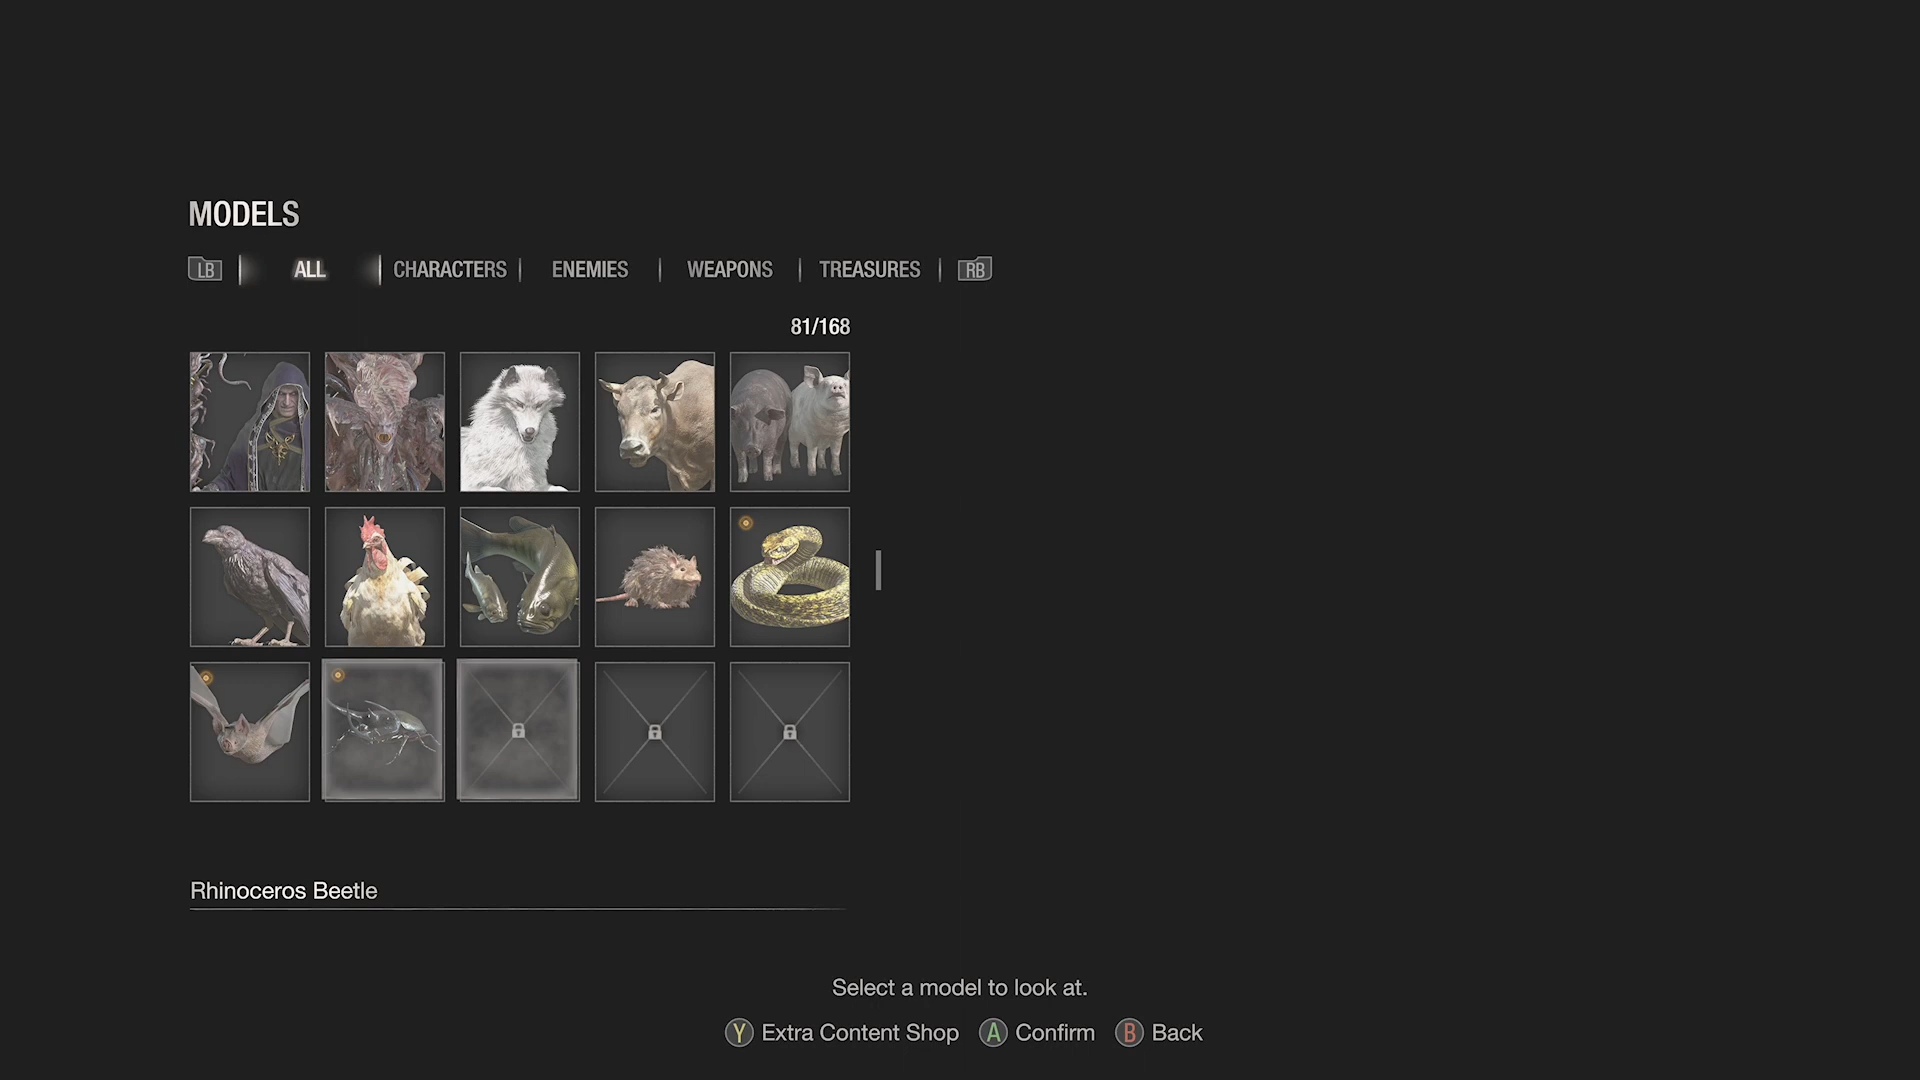 MODELS
LB ALL CHARACTERS ENEMIES WEAPONS TREASURES RB
81/168
Rhinoceros Beetle
Select a model to look at.
Y Extra Content Shop A Confirm B Back